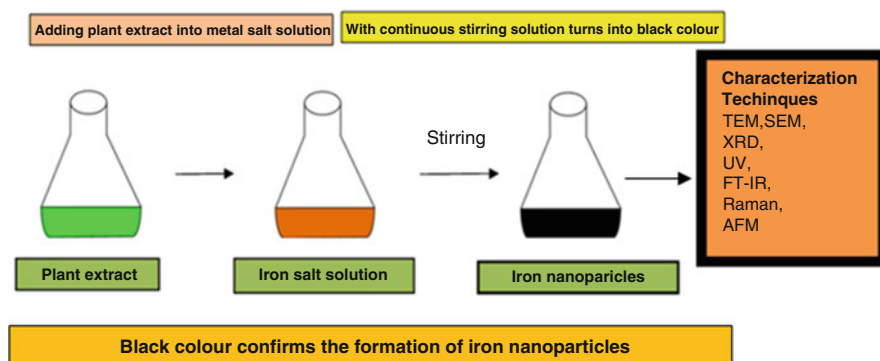 Adding plant extract into metal salt solution
With continuous stirring solution turns into black colour
Characterization
Techinques
TEM,SEM,
XRD,
UV,
FT-IR,
Raman,
AFM
Stirring
Plant extract
Iron salt solution
Iron nanoparicles
Black colour confirms the formation of iron nanoparticles